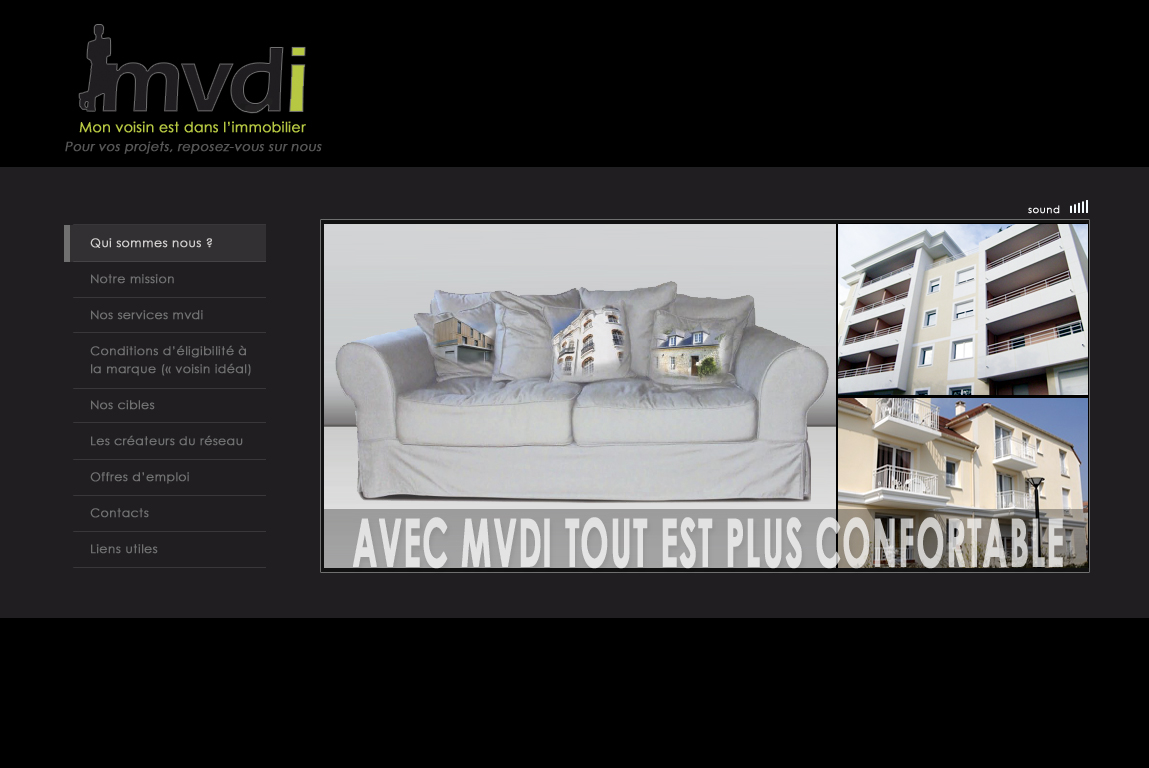 mvdi
Mon voisin est dans l'immobilier
Pour vos projets, reposez-vous sur nous
sound
Qui sommes nous ?
Notre mission
Nos services mvdi
Conditions d'éligibilité à
la marque (« voisin idéal)
Nos cibles
Les créateurs du réseau
Offres d'emploi
Contacts
Liens utiles
AVEC MVDI TOUT EST PLUS CONFORTABLE